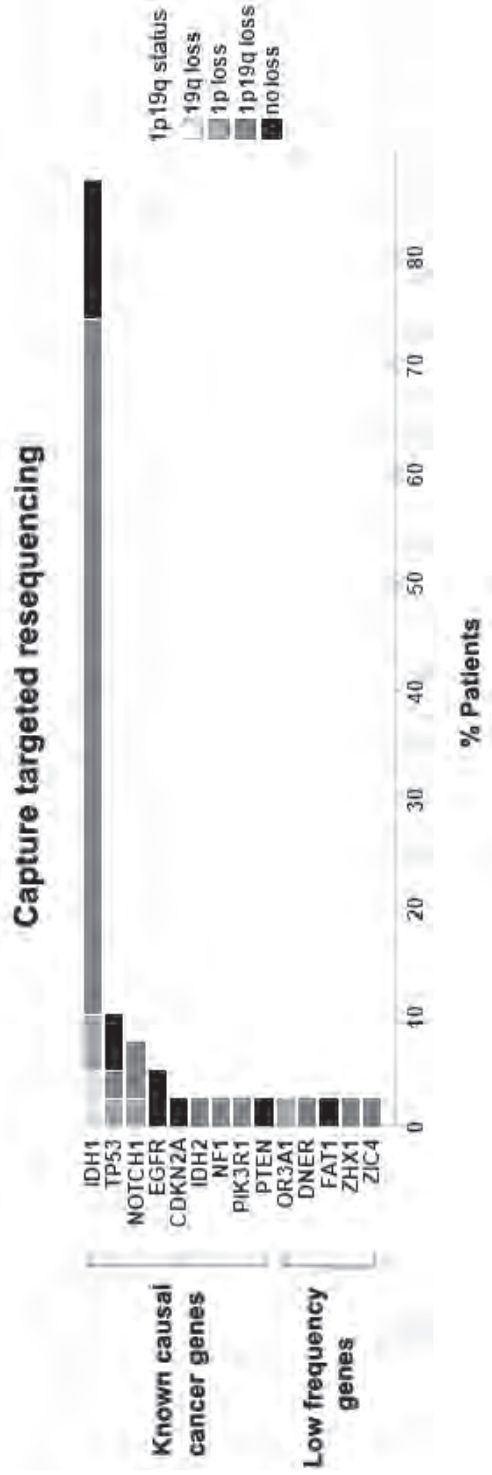 Capture targeted resequencing
Known causal
cancer genes
Low frequency
genes
IDH1
TP53
NOTCH1
EGFR
CDKN2A
IDH2
NF1
PIK3R1
PTEN
OR3A1
DNER
FAT1
ZHX1
ZIC4
0
10
20
30
40
50
60
70
80
% Patients
1p19q status
19q loss
1p loss
1p19q loss
no loss